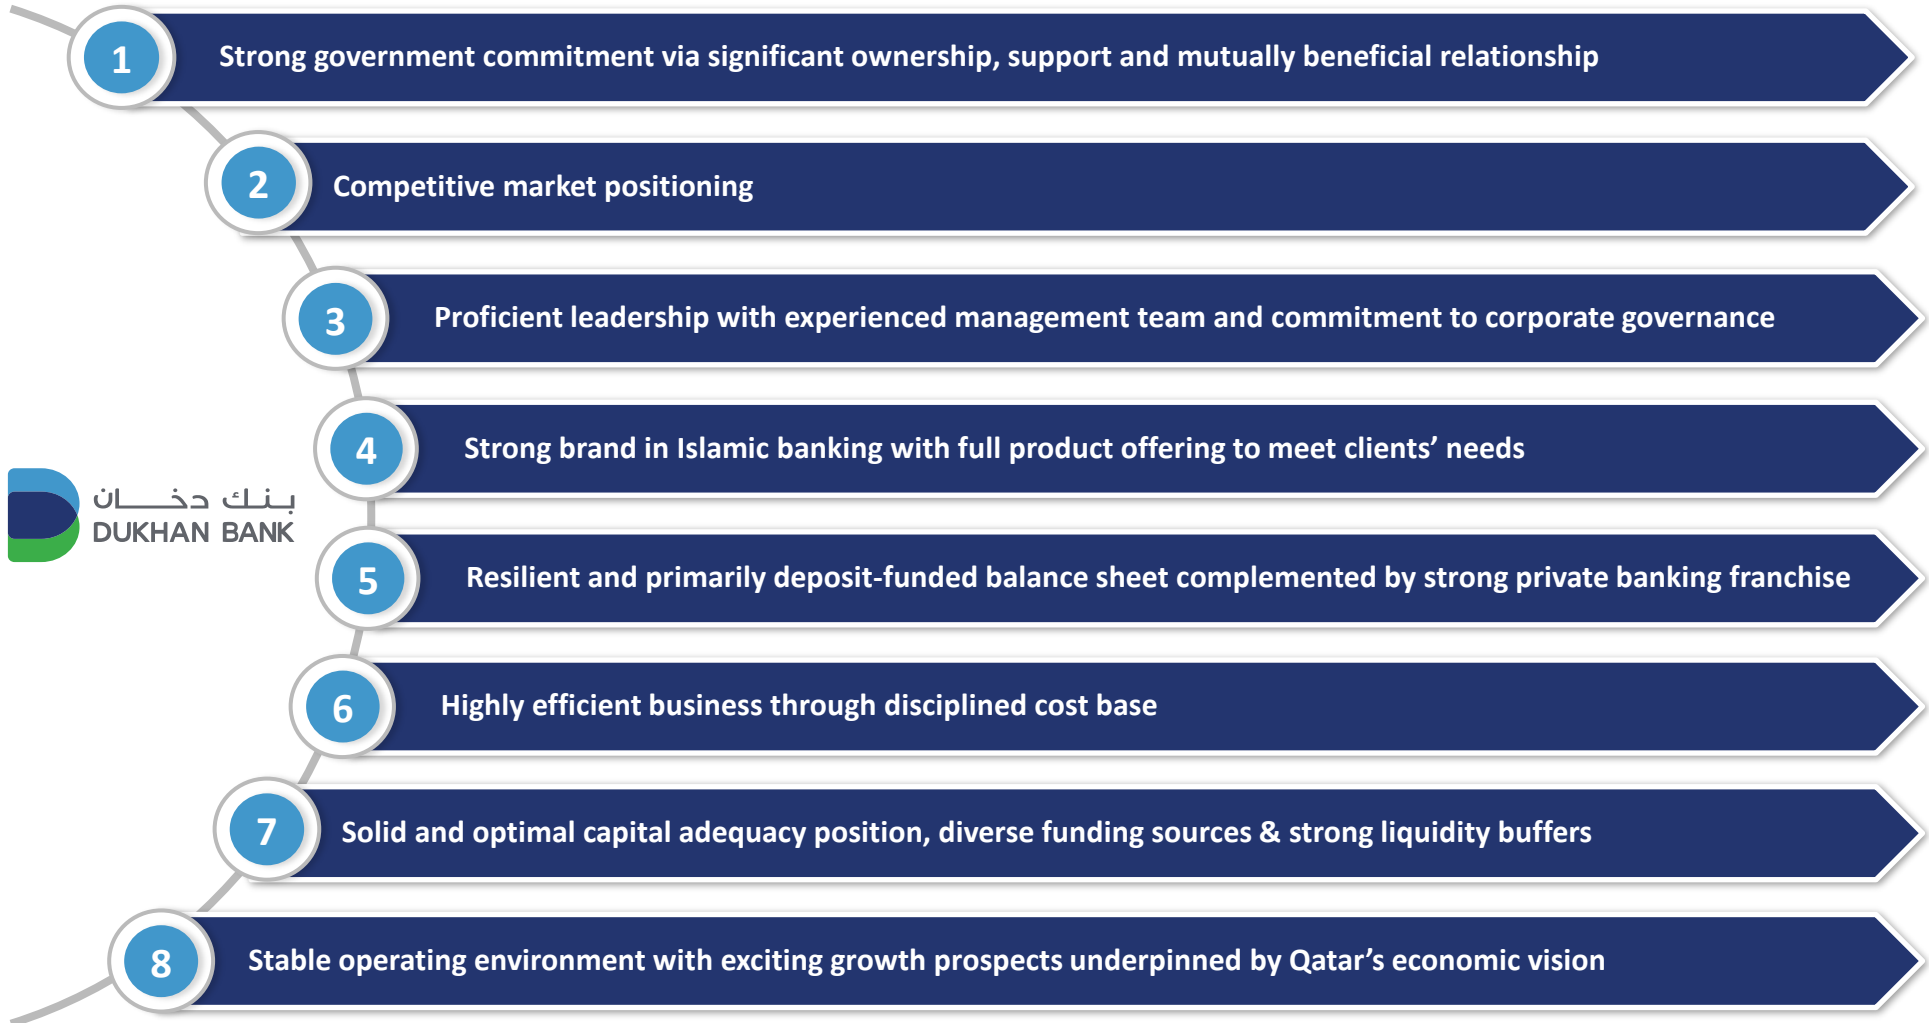 1
Strong government commitment via significant ownership, support and mutually beneficial relationship
2
Competitive market positioning
3
Proficient leadership with experienced management team and commitment to corporate governance
4
Strong brand in Islamic banking with full product offering to meet clients’ needs
بنك دخان
DUKHAN BANK
5
Resilient and primarily deposit-funded balance sheet complemented by strong private banking franchise
6
Highly efficient business through disciplined cost base
7
Solid and optimal capital adequacy position, diverse funding sources & strong liquidity buffers
8
Stable operating environment with exciting growth prospects underpinned by Qatar’s economic vision